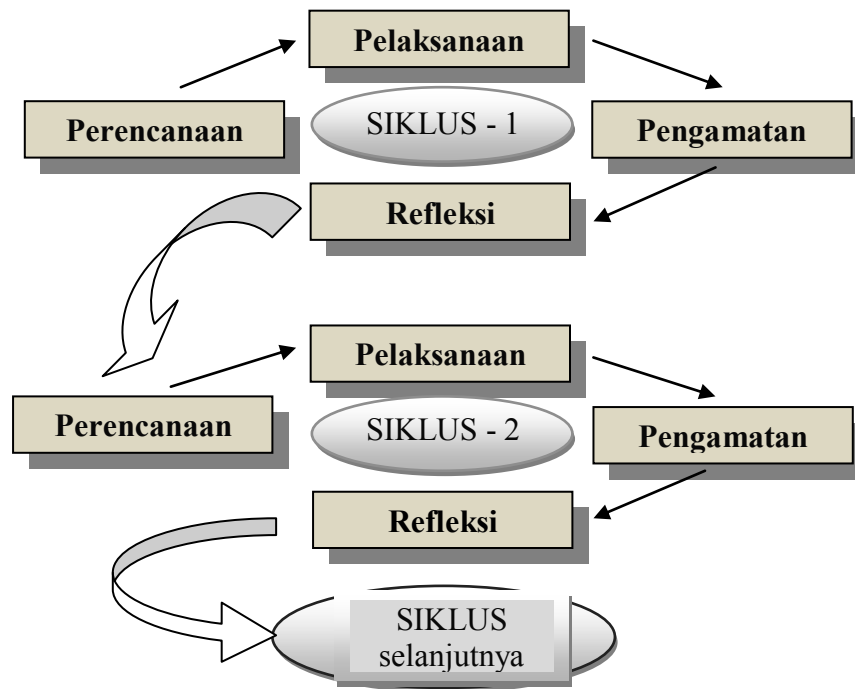 Pelaksanaan
Perencanaan
SIKLUS - 1
Pengamatan
Refleksi
Pelaksanaan
Perencanaan
SIKLUS - 2
Pengamatan
Refleksi
SIKLUS
selanjutnya